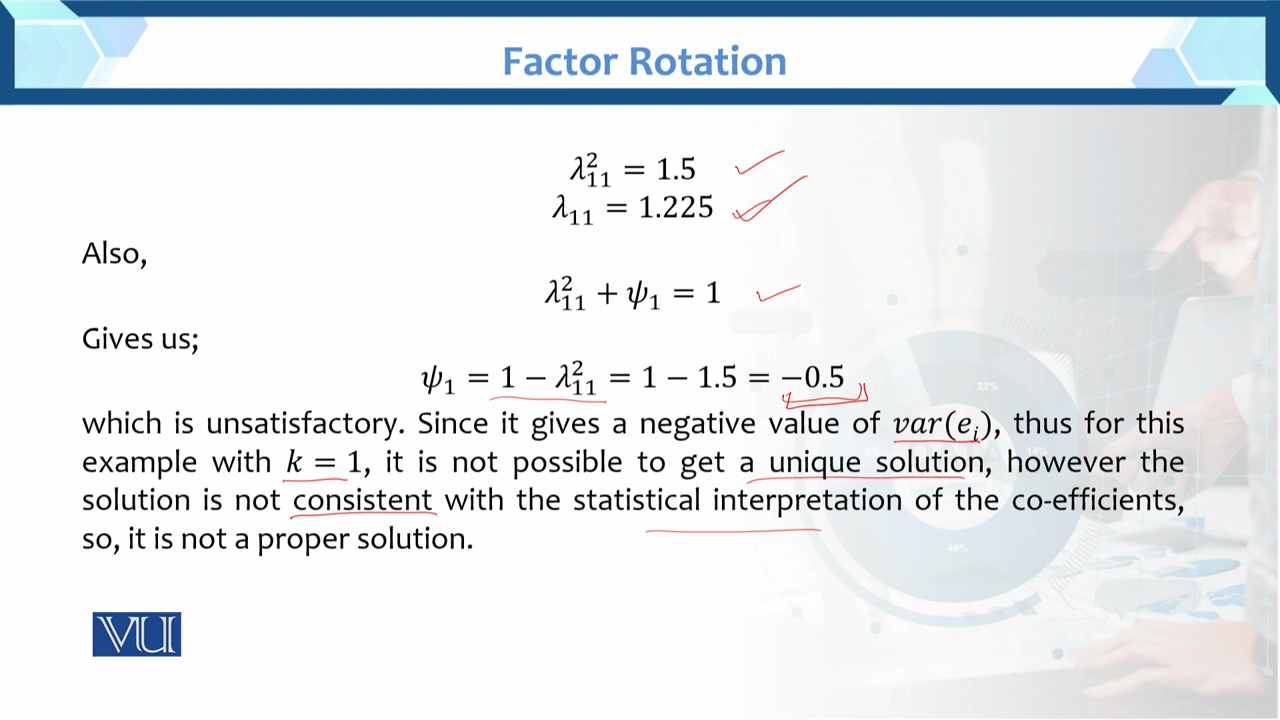 Factor Rotation
λ²₁₁ = 1.5
λ₁₁ = 1.225
Also,
λ²₁₁ + ψ₁ = 1
Gives us;
ψ₁ = 1 − λ²₁₁ = 1 − 1.5 = −0.5
which is unsatisfactory. Since it gives a negative value of var(eᵢ), thus for this
example with k = 1, it is not possible to get a unique solution, however the
solution is not consistent with the statistical interpretation of the co-efficients,
so, it is not a proper solution.
22%
48%
VU